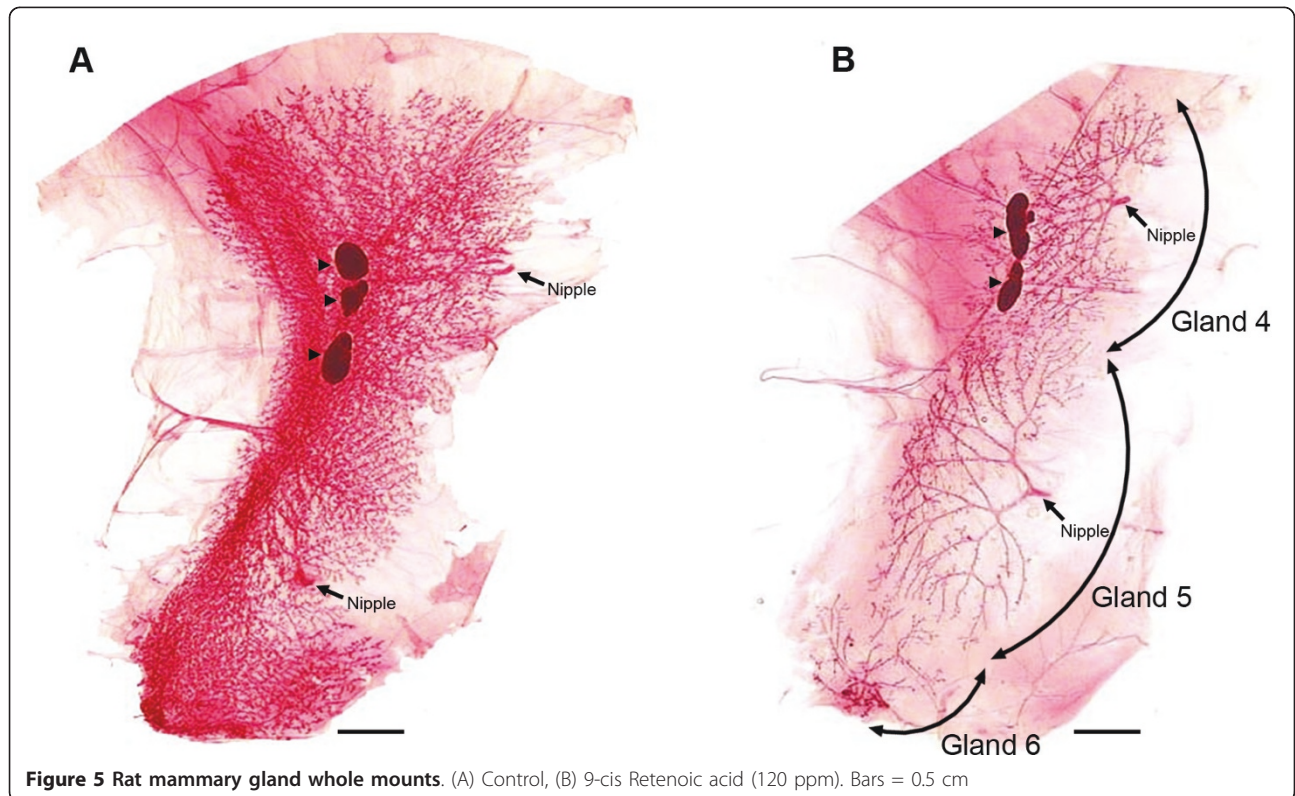 A
B
Nipple
Nipple
Nipple
Nipple
Gland 4
Gland 5
Gland 6
Figure 5 Rat mammary gland whole mounts. (A) Control, (B) 9-cis Retenoic acid (120 ppm). Bars = 0.5 cm